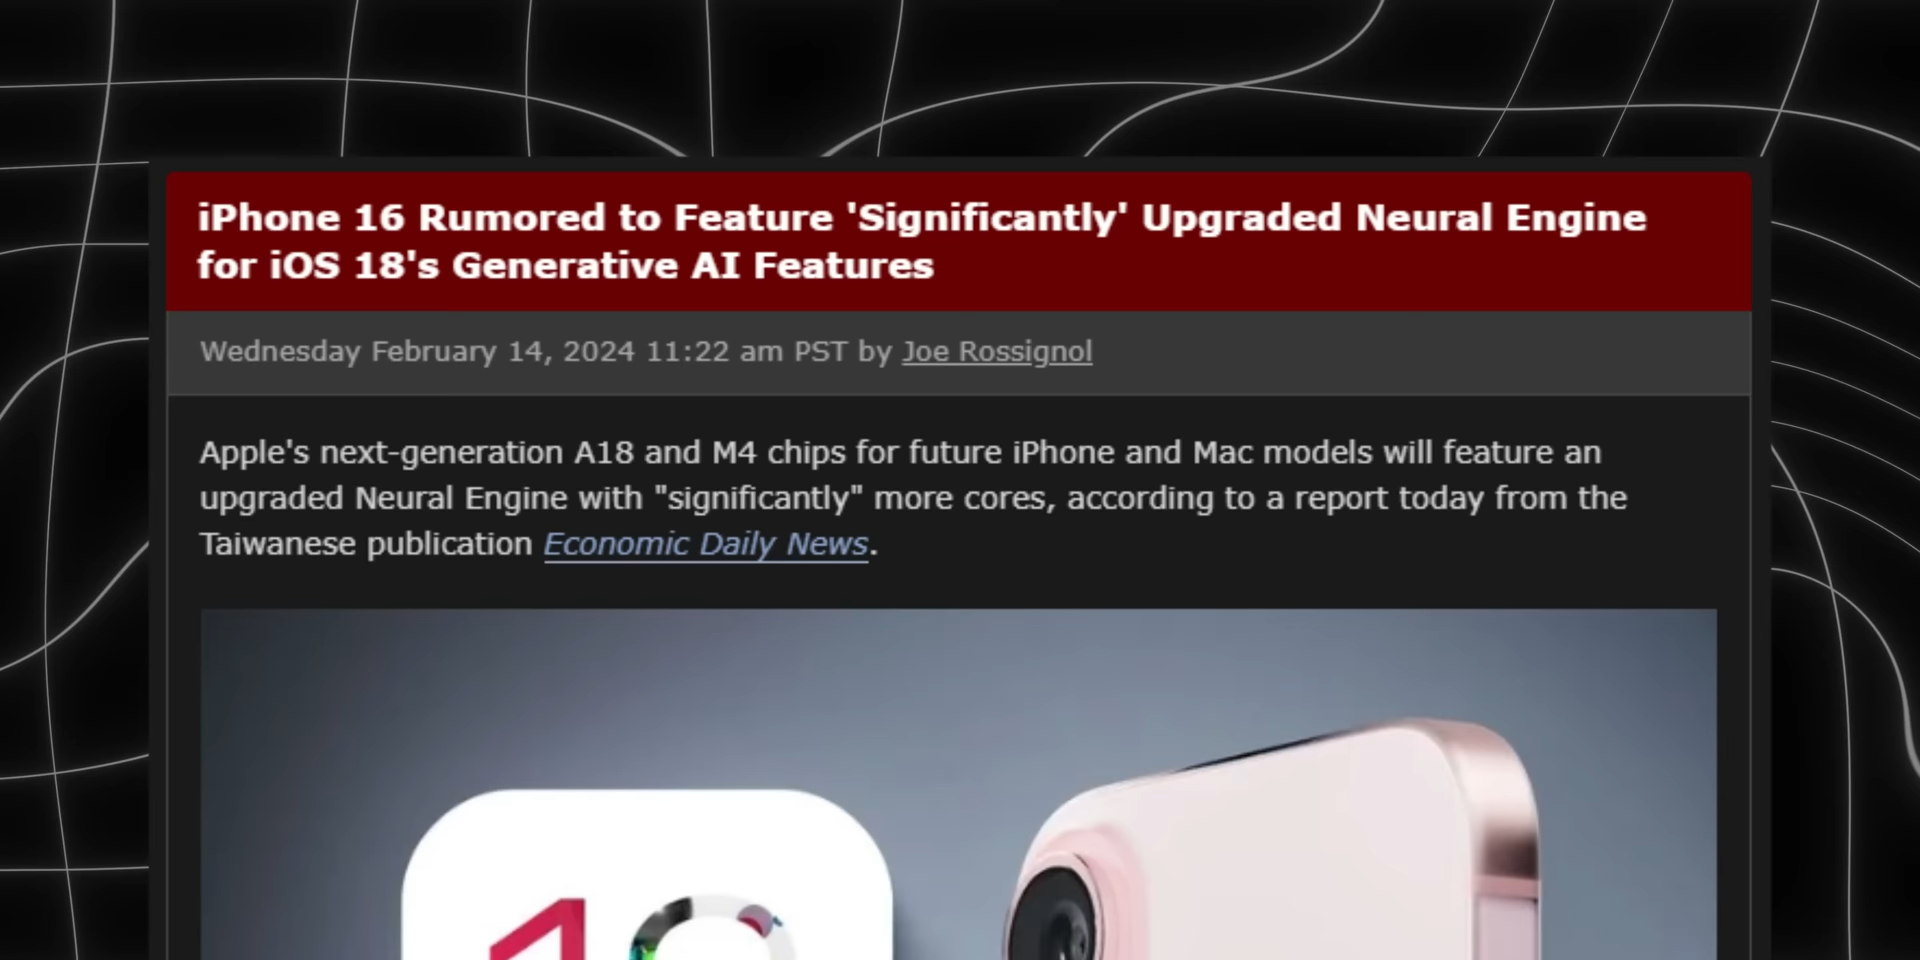 iPhone 16 Rumored to Feature 'Significantly' Upgraded Neural Engine
for iOS 18's Generative AI Features
Wednesday February 14, 2024 11:22 am PST by Joe Rossignol
Apple's next-generation A18 and M4 chips for future iPhone and Mac models will feature an
upgraded Neural Engine with "significantly" more cores, according to a report today from the
Taiwanese publication Economic Daily News.
18